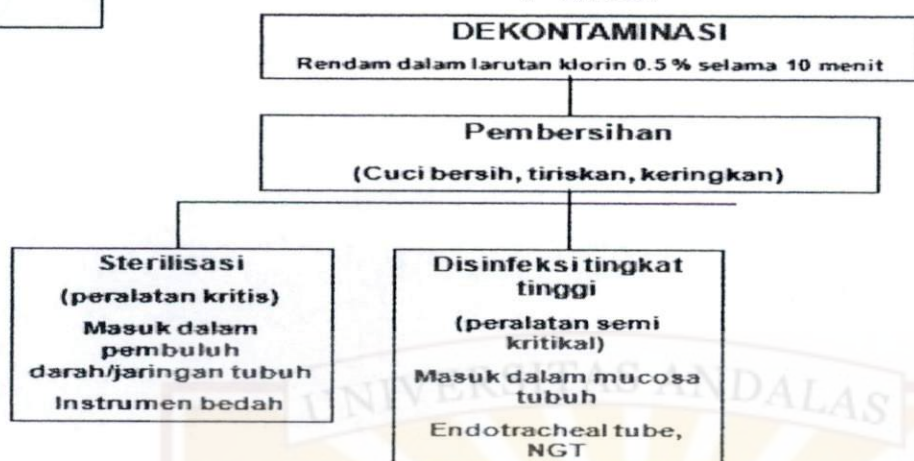 DEKONTAMINASI
Rendam dalam larutan klorin 0.5 % selama 10 menit
Pembersihan
(Cuci bersih, tiriskan, keringkan)
Sterilisasi
(peralatan kritis)
Masuk dalam
pembuluh
darah/jaringan tubuh
Instrumen bedah
Disinfeksi tingkat
tinggi
(peralatan semi
kritikal)
Masuk dalam mucosa
tubuh
Endotracheal tube,
NGT
UNIVERSITAS ANDALAS